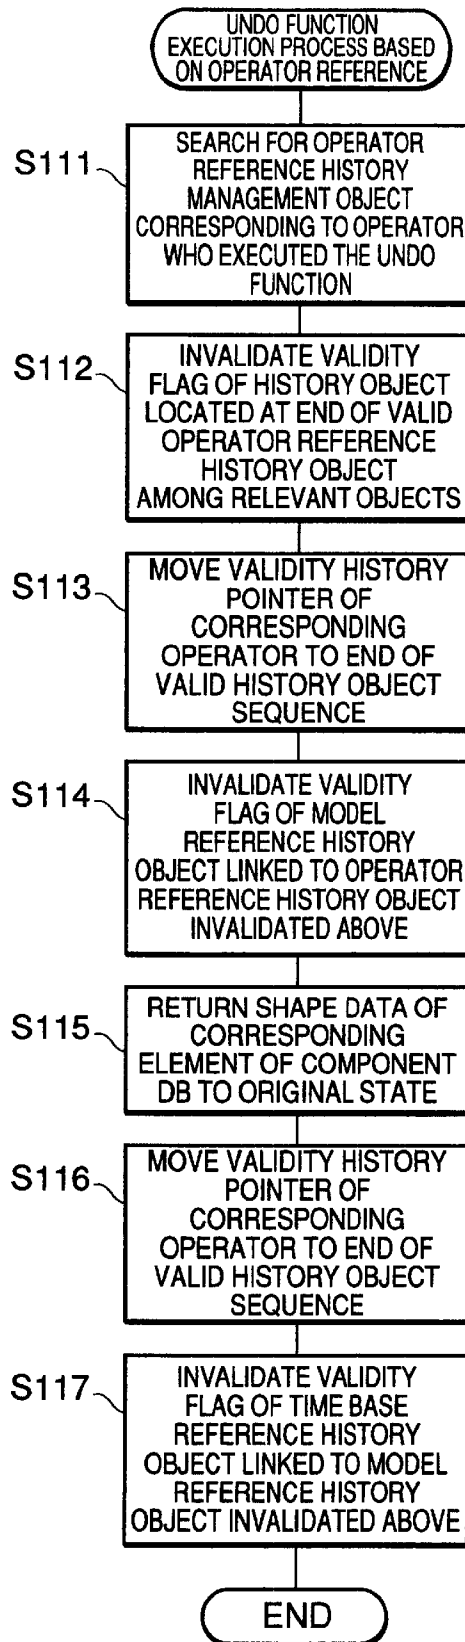 UNDO FUNCTION
EXECUTION PROCESS BASED
ON OPERATOR REFERENCE
S111
SEARCH FOR OPERATOR
REFERENCE HISTORY
MANAGEMENT OBJECT
CORRESPONDING TO OPERATOR
WHO EXECUTED THE UNDO
FUNCTION
S112
INVALIDATE VALIDITY
FLAG OF HISTORY OBJECT
LOCATED AT END OF VALID
OPERATOR REFERENCE
HISTORY OBJECT
AMONG RELEVANT OBJECTS
S113
MOVE VALIDITY HISTORY
POINTER OF
CORRESPONDING
OPERATOR TO END OF
VALID HISTORY OBJECT
SEQUENCE
S114
INVALIDATE VALIDITY
FLAG OF MODEL
REFERENCE HISTORY
OBJECT LINKED TO OPERATOR
REFERENCE HISTORY OBJECT
INVALIDATED ABOVE
S115
RETURN SHAPE DATA OF
CORRESPONDING
ELEMENT OF COMPONENT
DB TO ORIGINAL STATE
S116
MOVE VALIDITY HISTORY
POINTER OF
CORRESPONDING
OPERATOR TO END OF
VALID HISTORY OBJECT
SEQUENCE
S117
INVALIDATE VALIDITY
FLAG OF TIME BASE
REFERENCE HISTORY
OBJECT LINKED TO MODEL
REFERENCE HISTORY
OBJECT INVALIDATED ABOVE
END